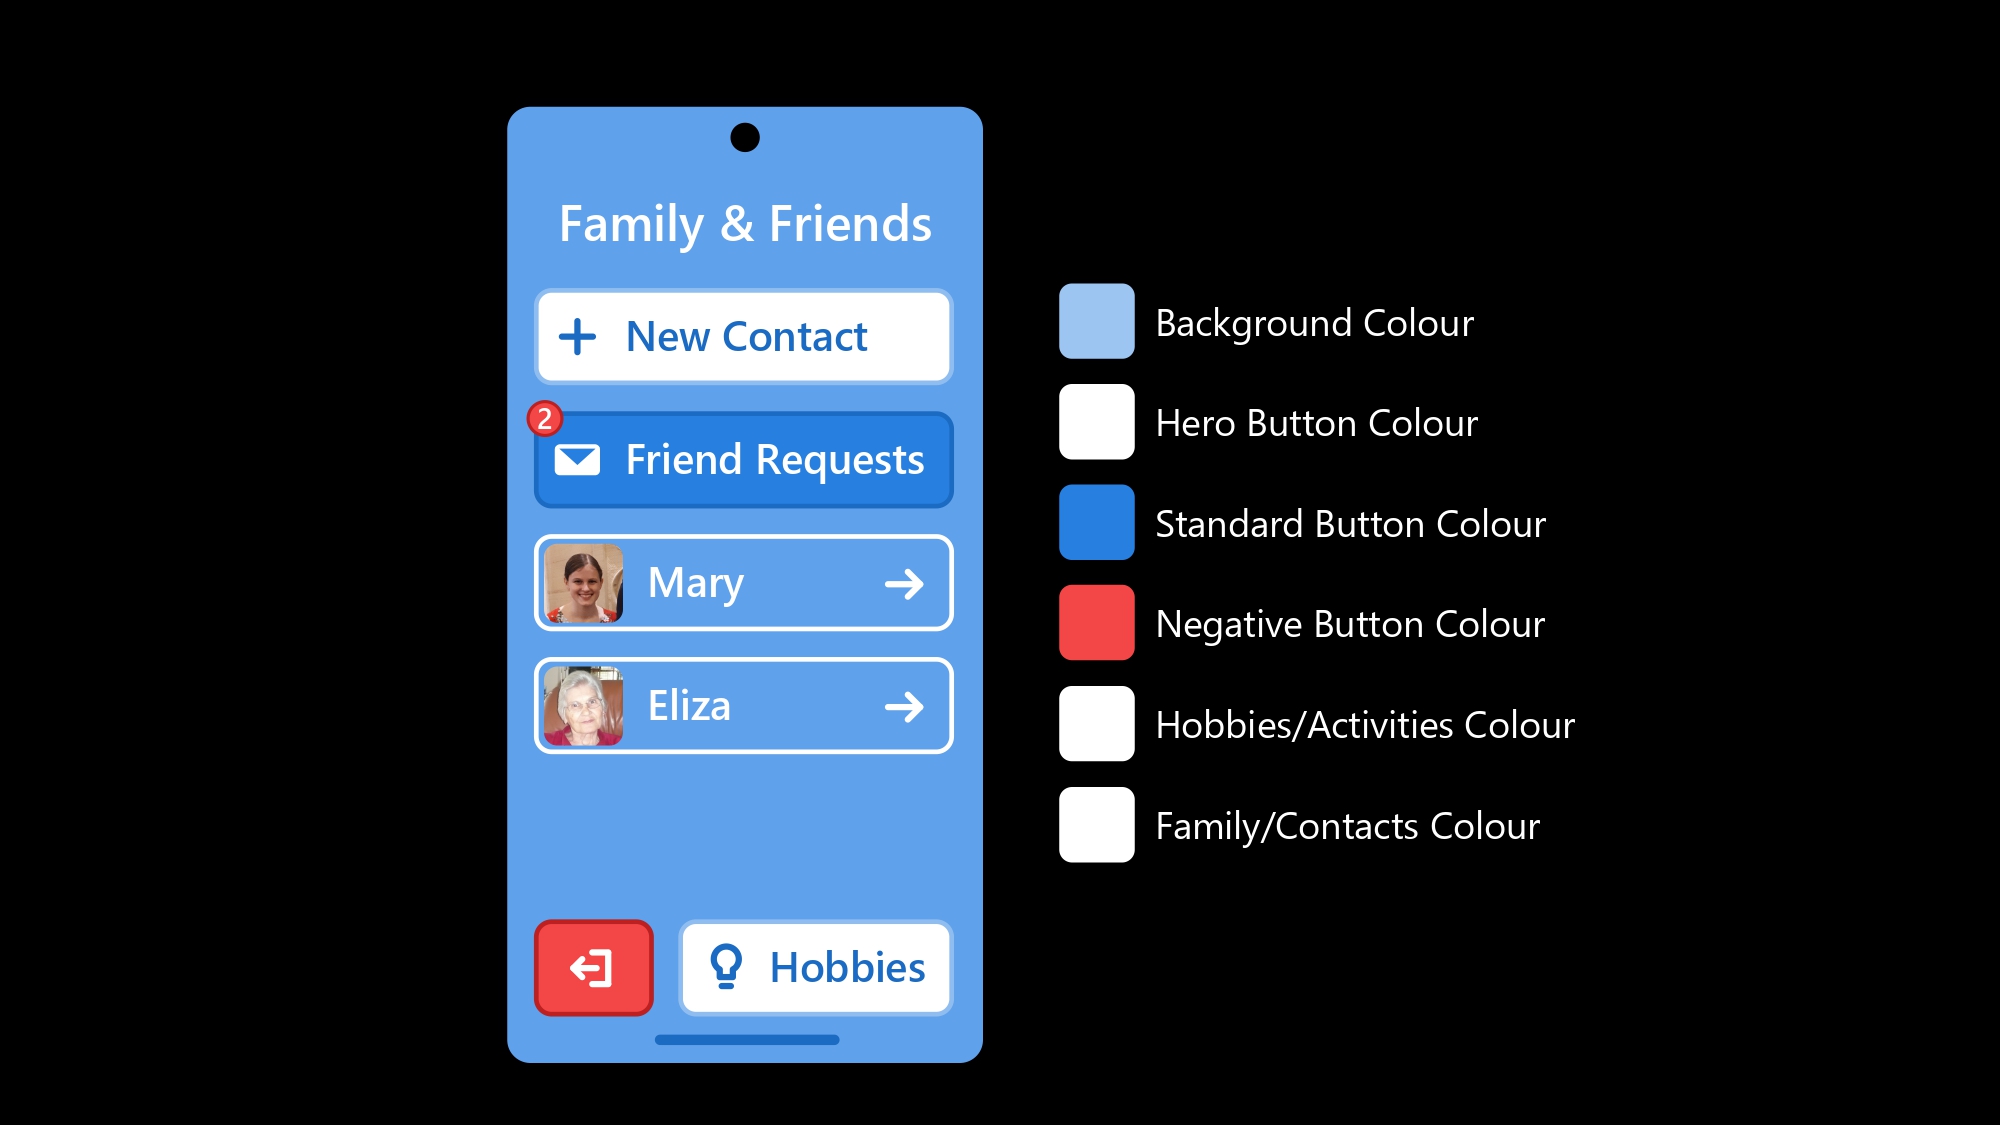 Family & Friends
New Contact
2
Friend Requests
Mary
Eliza
Hobbies
Background Colour
Hero Button Colour
Standard Button Colour
Negative Button Colour
Hobbies/Activities Colour
Family/Contacts Colour